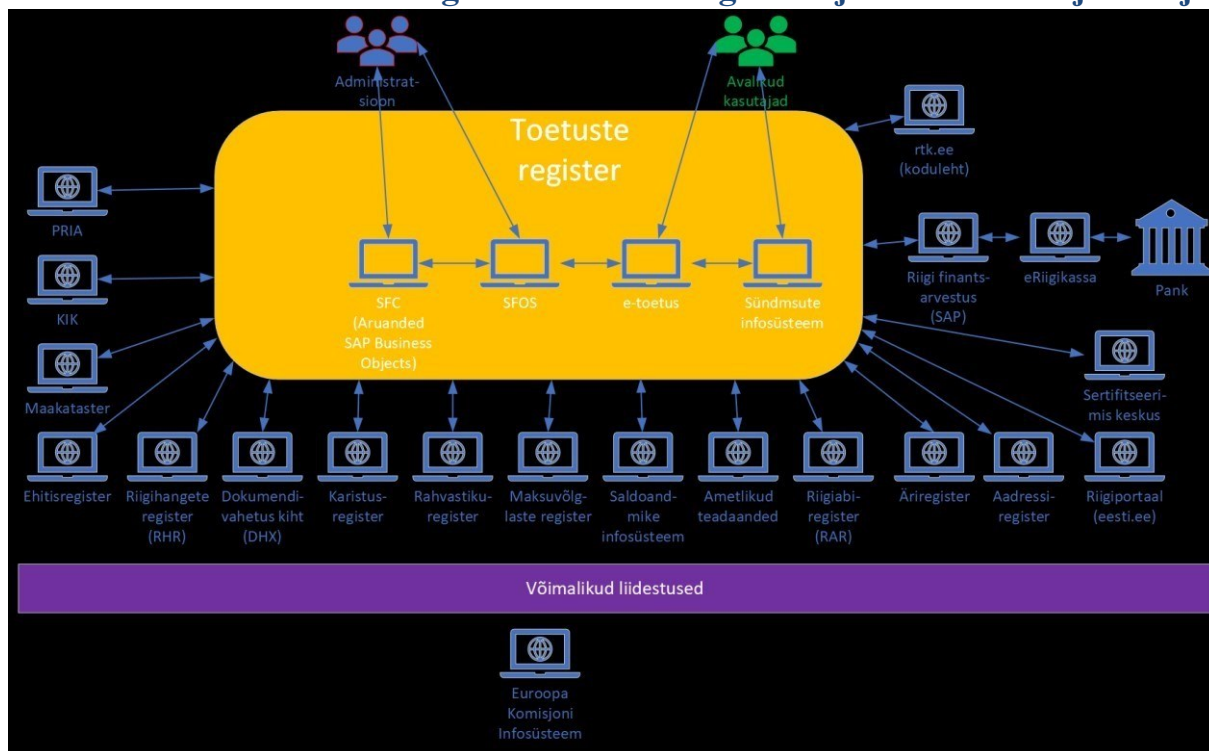 Administrat-
sioon
Avalikud
kasutajad
Toetuste
register
rtk.ee
(koduleht)
PRIA
KIK
Maakataster
SFC
(Aruanded
SAP Business
Objects)
SFOS
e-toetus
Sündmsute
infosüsteem
Riigi finants-
arvestus
(SAP)
eRiigikassa
Pank
Sertifitseeri-
mis keskus
Ehitisregister
Riigihangete
register
(RHR)
Dokumendi-
vahetus kiht
(DHX)
Karistus-
register
Rahvastiku-
register
Maksuvõlg-
laste register
Saldoand-
mike
infosüsteem
Ametlikud
teadaanded
Riigiabi-
register
(RAR)
Äriregister
Aadressi-
register
Riigiportaal
(eesti.ee)
Võimalikud liidestused
Euroopa
Komisjoni
Infosüsteem